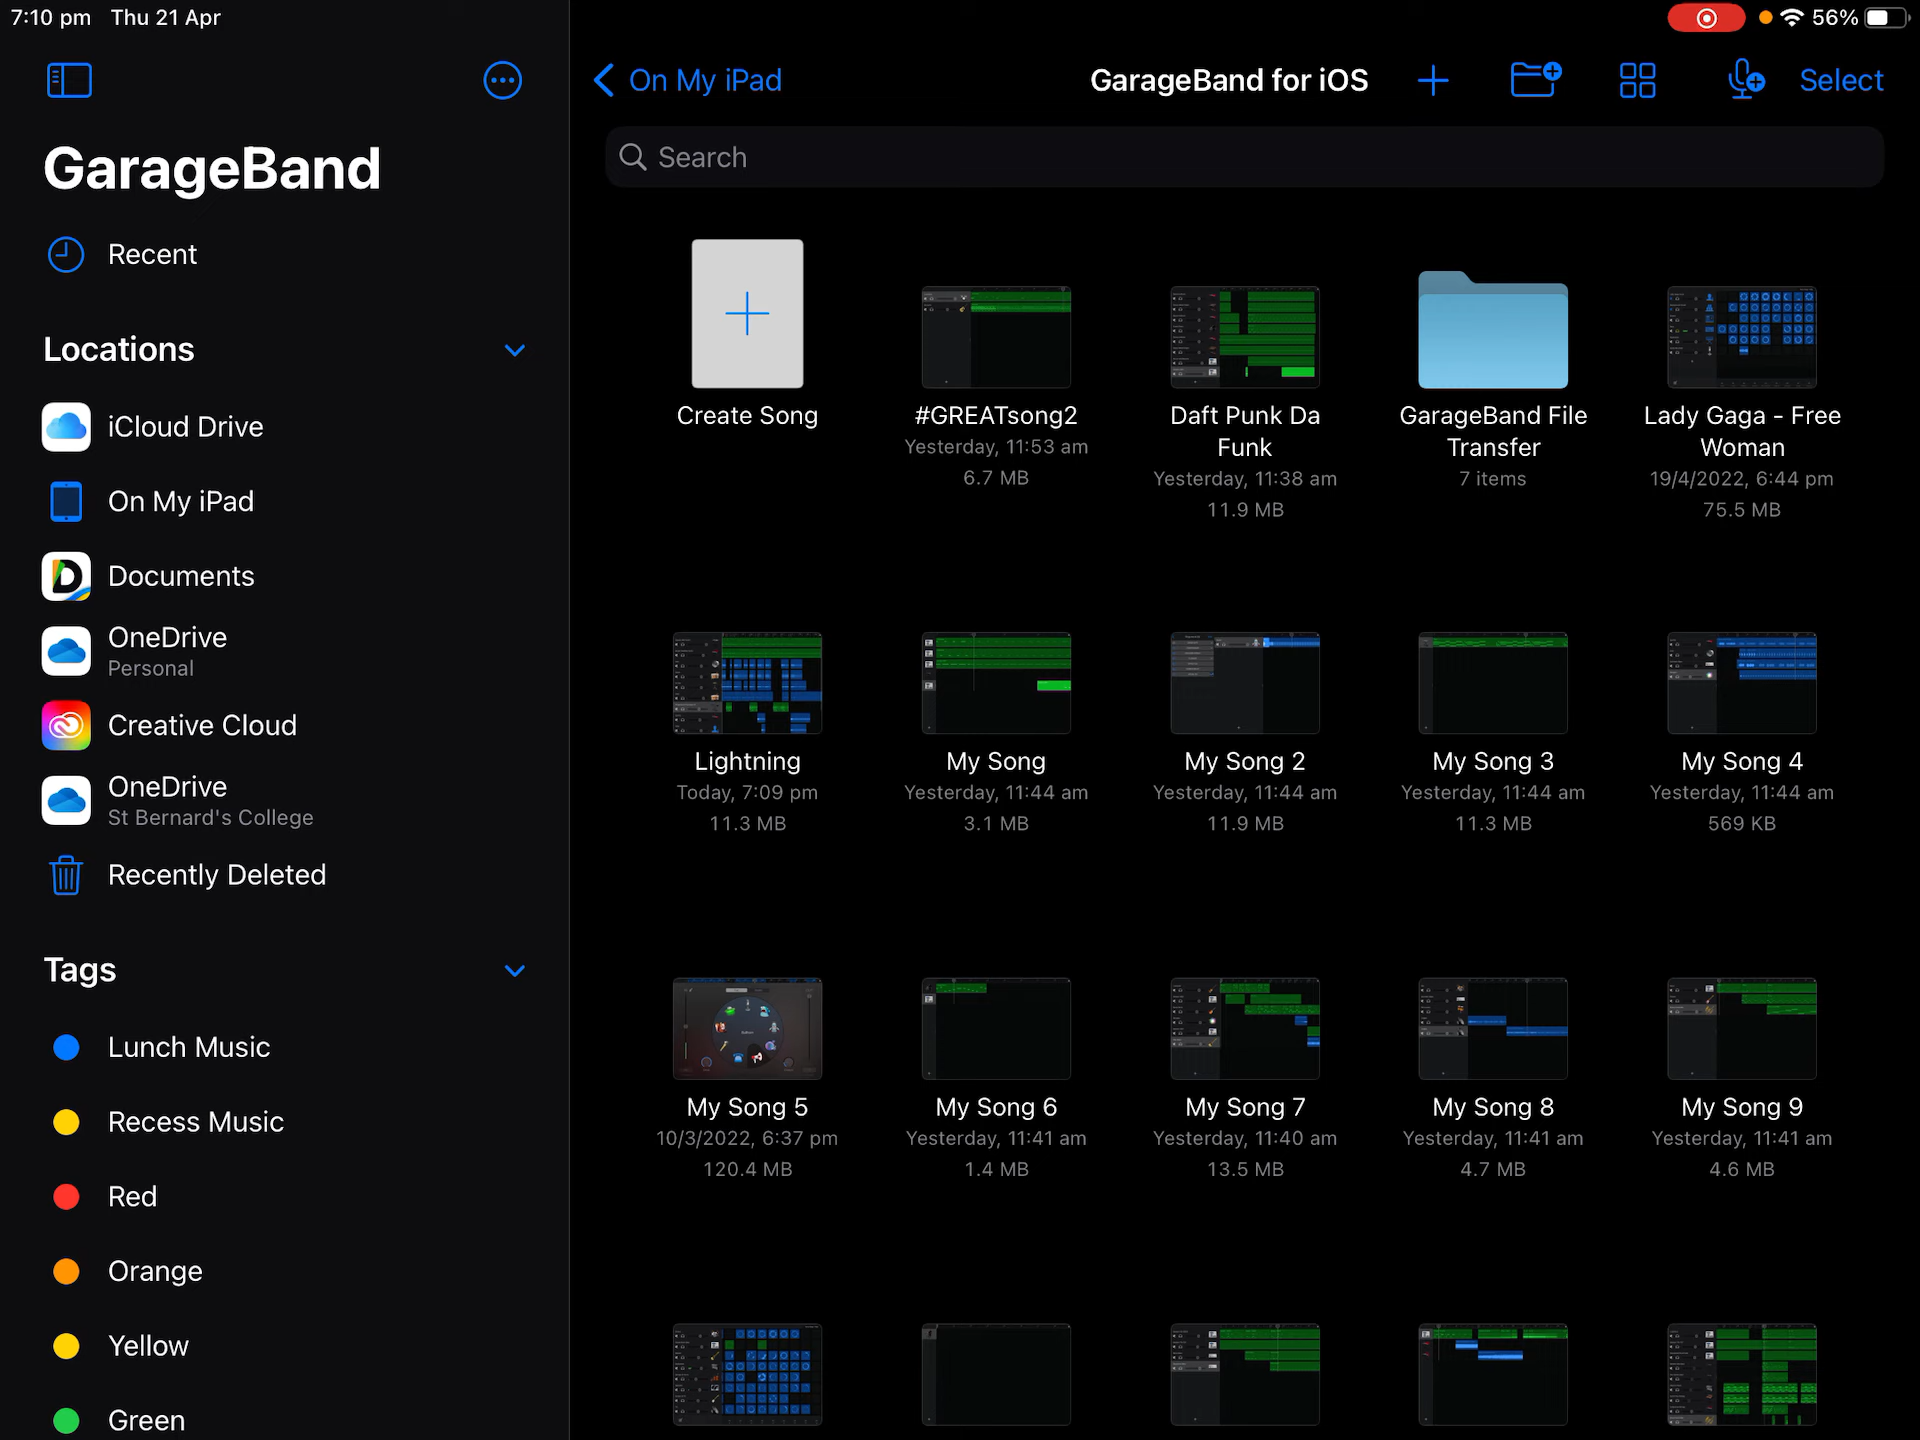 7:10 pm Thu 21 Apr
56%
GarageBand
Recent
Locations
iCloud Drive
On My iPad
Documents
OneDrive
Personal
Creative Cloud
OneDrive
St Bernard's College
Recently Deleted
Tags
Lunch Music
Recess Music
Red
Orange
Yellow
Green
On My iPad
GarageBand for iOS
Select
Search
Create Song
#GREATsong2
Yesterday, 11:53 am
6.7 MB
Daft Punk Da
Funk
Yesterday, 11:38 am
11.9 MB
GarageBand File
Transfer
7 items
Lady Gaga - Free
Woman
19/4/2022, 6:44 pm
75.5 MB
Lightning
Today, 7:09 pm
11.3 MB
My Song
Yesterday, 11:44 am
3.1 MB
My Song 2
Yesterday, 11:44 am
11.9 MB
My Song 3
Yesterday, 11:44 am
11.3 MB
My Song 4
Yesterday, 11:44 am
569 KB
My Song 5
10/3/2022, 6:37 pm
120.4 MB
My Song 6
Yesterday, 11:41 am
1.4 MB
My Song 7
Yesterday, 11:40 am
13.5 MB
My Song 8
Yesterday, 11:41 am
4.7 MB
My Song 9
Yesterday, 11:41 am
4.6 MB